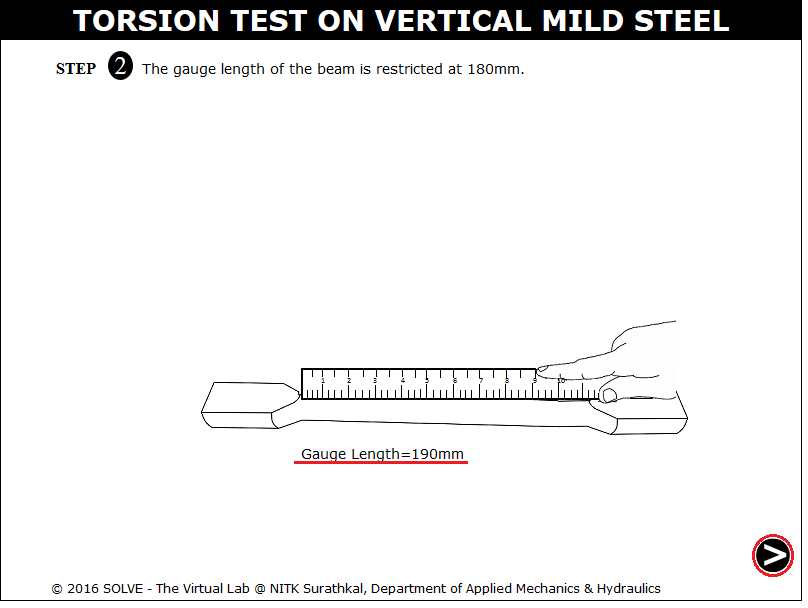 TORSION TEST ON VERTICAL MILD STEEL
STEP 2 The gauge length of the beam is restricted at 180mm.
1 2 3 4 5 6 7 8 9 10
Gauge Length=190mm
>
© 2016 SOLVE - The Virtual Lab @ NITK Surathkal, Department of Applied Mechanics & Hydraulics